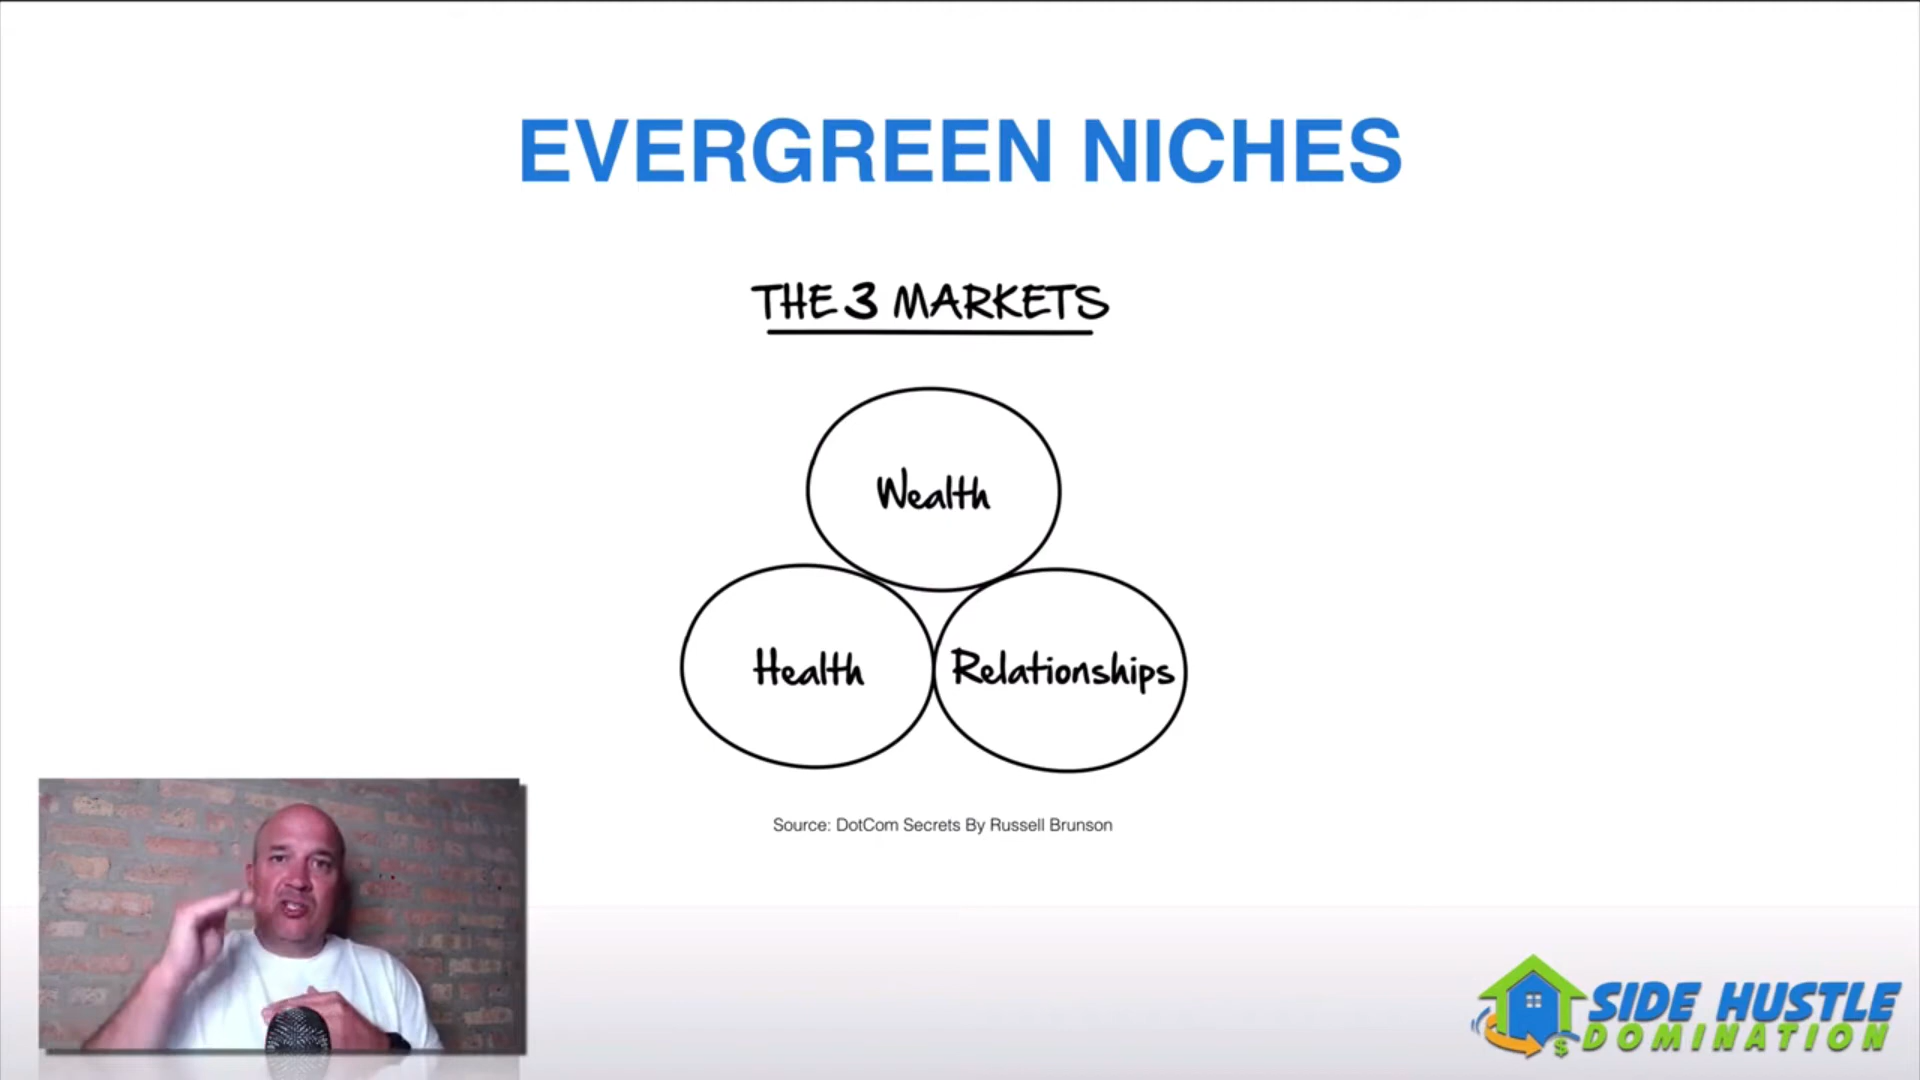 EVERGREEN NICHES
THE 3 MARKETS
Wealth
Health
Relationships
Source: DotCom Secrets By Russell Brunson
SIDE HUSTLE
DOMINATION